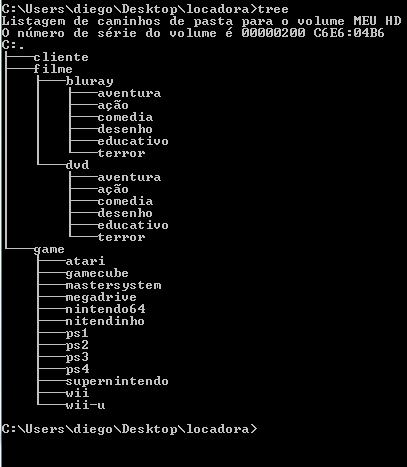 C:\Users\diego\Desktop\locadora>tree
Listagem de caminhos de pasta para o volume MEU HD
O número de série do volume é 00000200 C6E6:04B6
C:.
├───cliente
├───filme
│   ├───bluray
│   │   ├───aventura
│   │   ├───ação
│   │   ├───comedia
│   │   ├───desenho
│   │   ├───educativo
│   │   └───terror
│   └───dvd
│       ├───aventura
│       ├───ação
│       ├───comedia
│       ├───desenho
│       ├───educativo
│       └───terror
└───game
    ├───atari
    ├───gamecube
    ├───mastersystem
    ├───megadrive
    ├───nintendo64
    ├───nitendinho
    ├───ps1
    ├───ps2
    ├───ps3
    ├───ps4
    ├───supernintendo
    ├───wii
    └───wii-u
C:\Users\diego\Desktop\locadora>